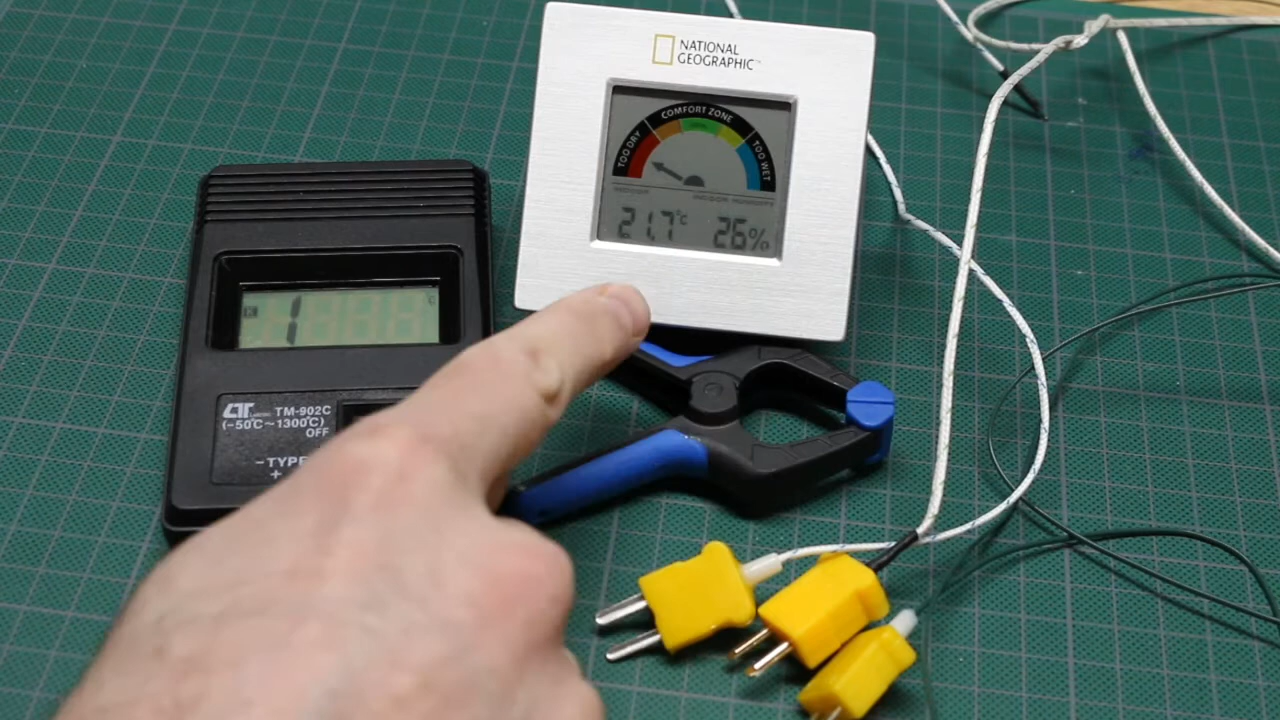 NATIONAL
GEOGRAPHIC™
TOO DRY
COMFORT ZONE
TOO WET
INDOOR HUMIDITY
21.7°C 26%
1
°C
K
TM-902C
(-50°C~1300°C)
OFF
-TYPE
+